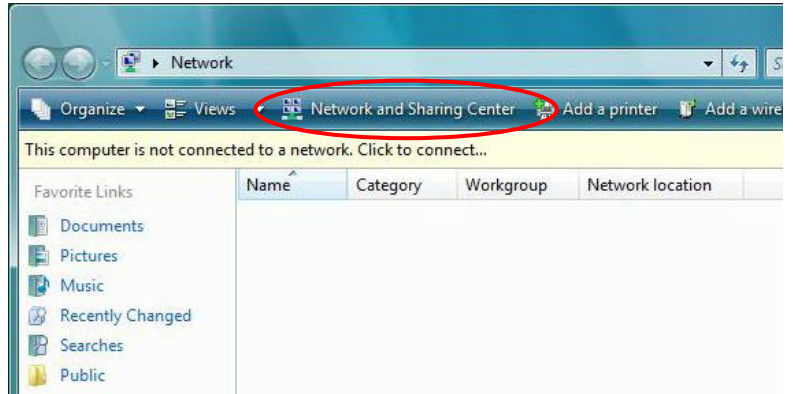 Network
Organize Views Network and Sharing Center Add a printer Add a wire
This computer is not connected to a network. Click to connect...
Favorite Links
Name Category Workgroup Network location
Documents
Pictures
Music
Recently Changed
Searches
Public